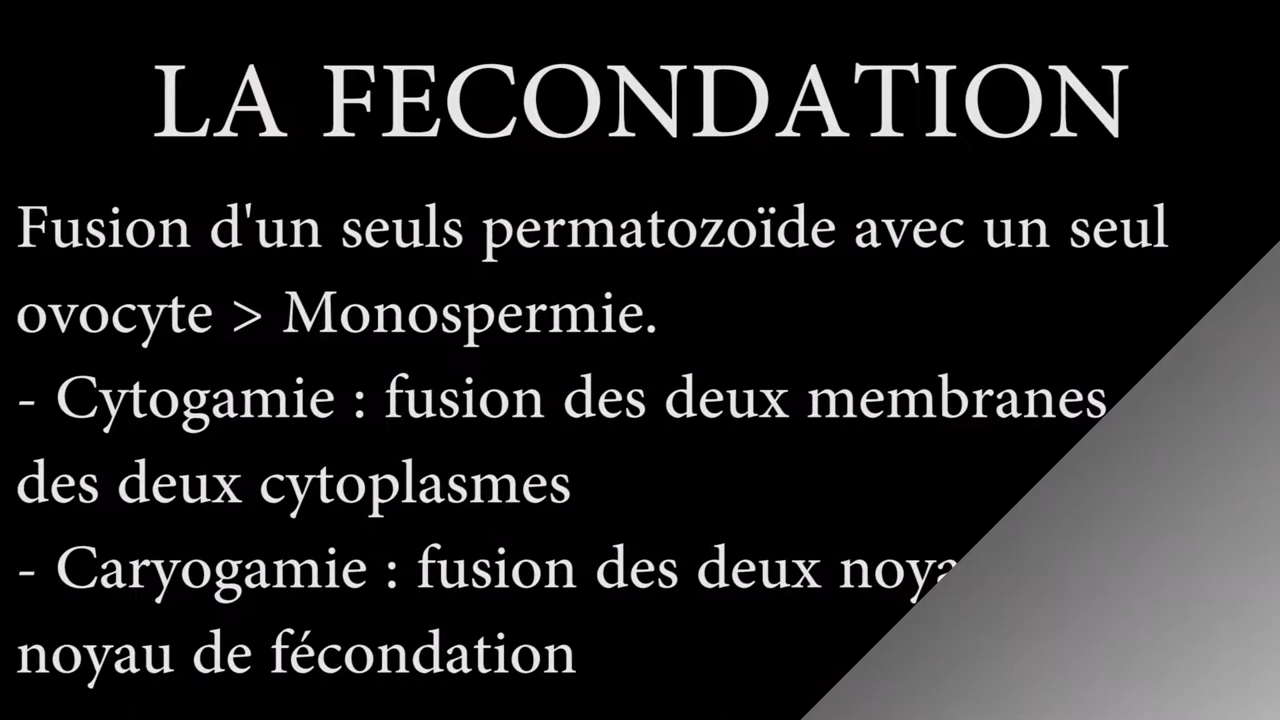 LA FECONDATION
Fusion d'un seuls permatozoïde avec un seul
ovocyte > Monospermie.
- Cytogamie : fusion des deux membranes
des deux cytoplasmes
- Caryogamie : fusion des deux
noyau de fécondation